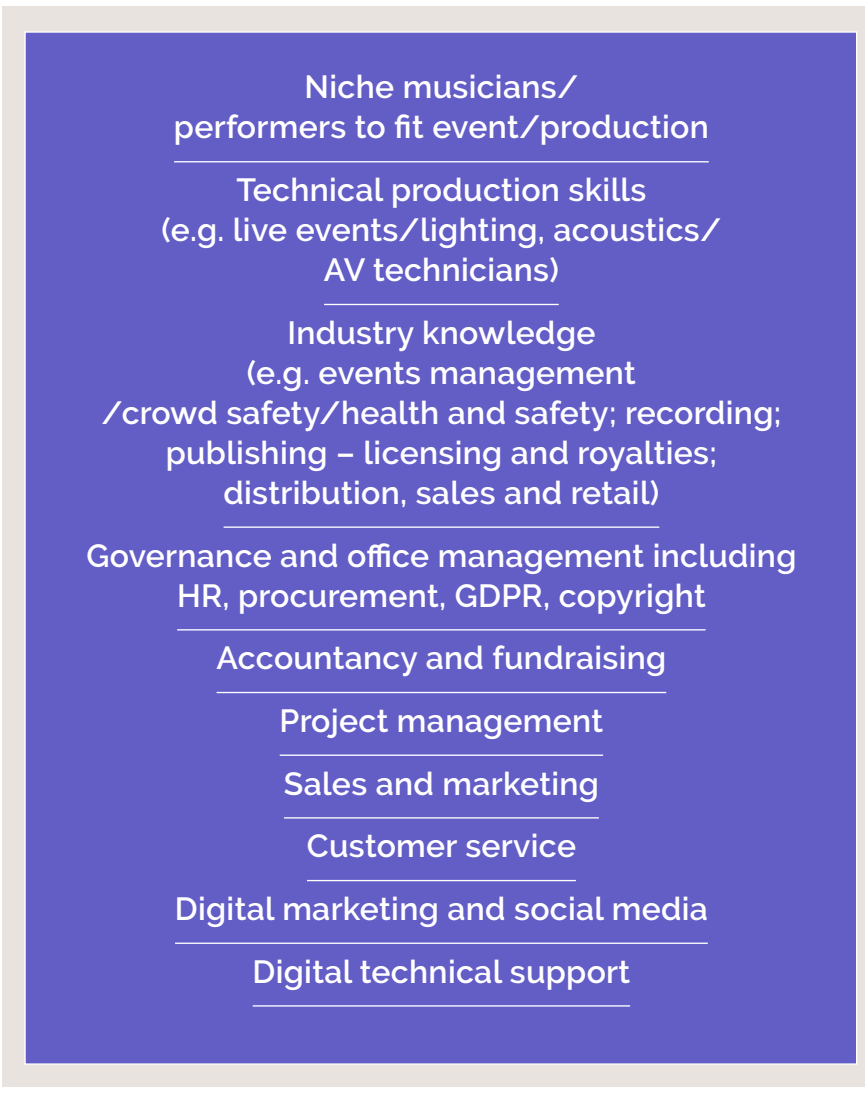 Niche musicians/
performers to fit event/production
Technical production skills
(e.g. live events/lighting, acoustics/
AV technicians)
Industry knowledge
(e.g. events management
/crowd safety/health and safety; recording;
publishing – licensing and royalties;
distribution, sales and retail)
Governance and office management including
HR, procurement, GDPR, copyright
Accountancy and fundraising
Project management
Sales and marketing
Customer service
Digital marketing and social media
Digital technical support